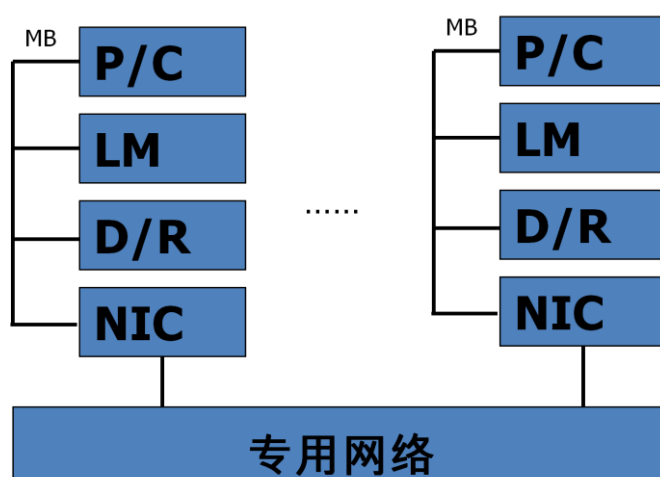 MB
P/C
LM
D/R
NIC
......
MB
P/C
LM
D/R
NIC
专用网络